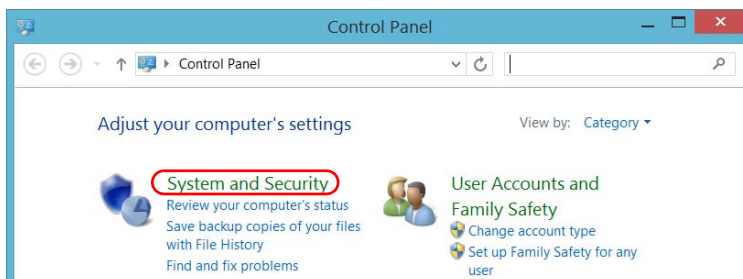 Control Panel
Control Panel
Adjust your computer's settings
View by: Category
System and Security
Review your computer's status
Save backup copies of your files
with File History
Find and fix problems
User Accounts and
Family Safety
Change account type
Set up Family Safety for any
user